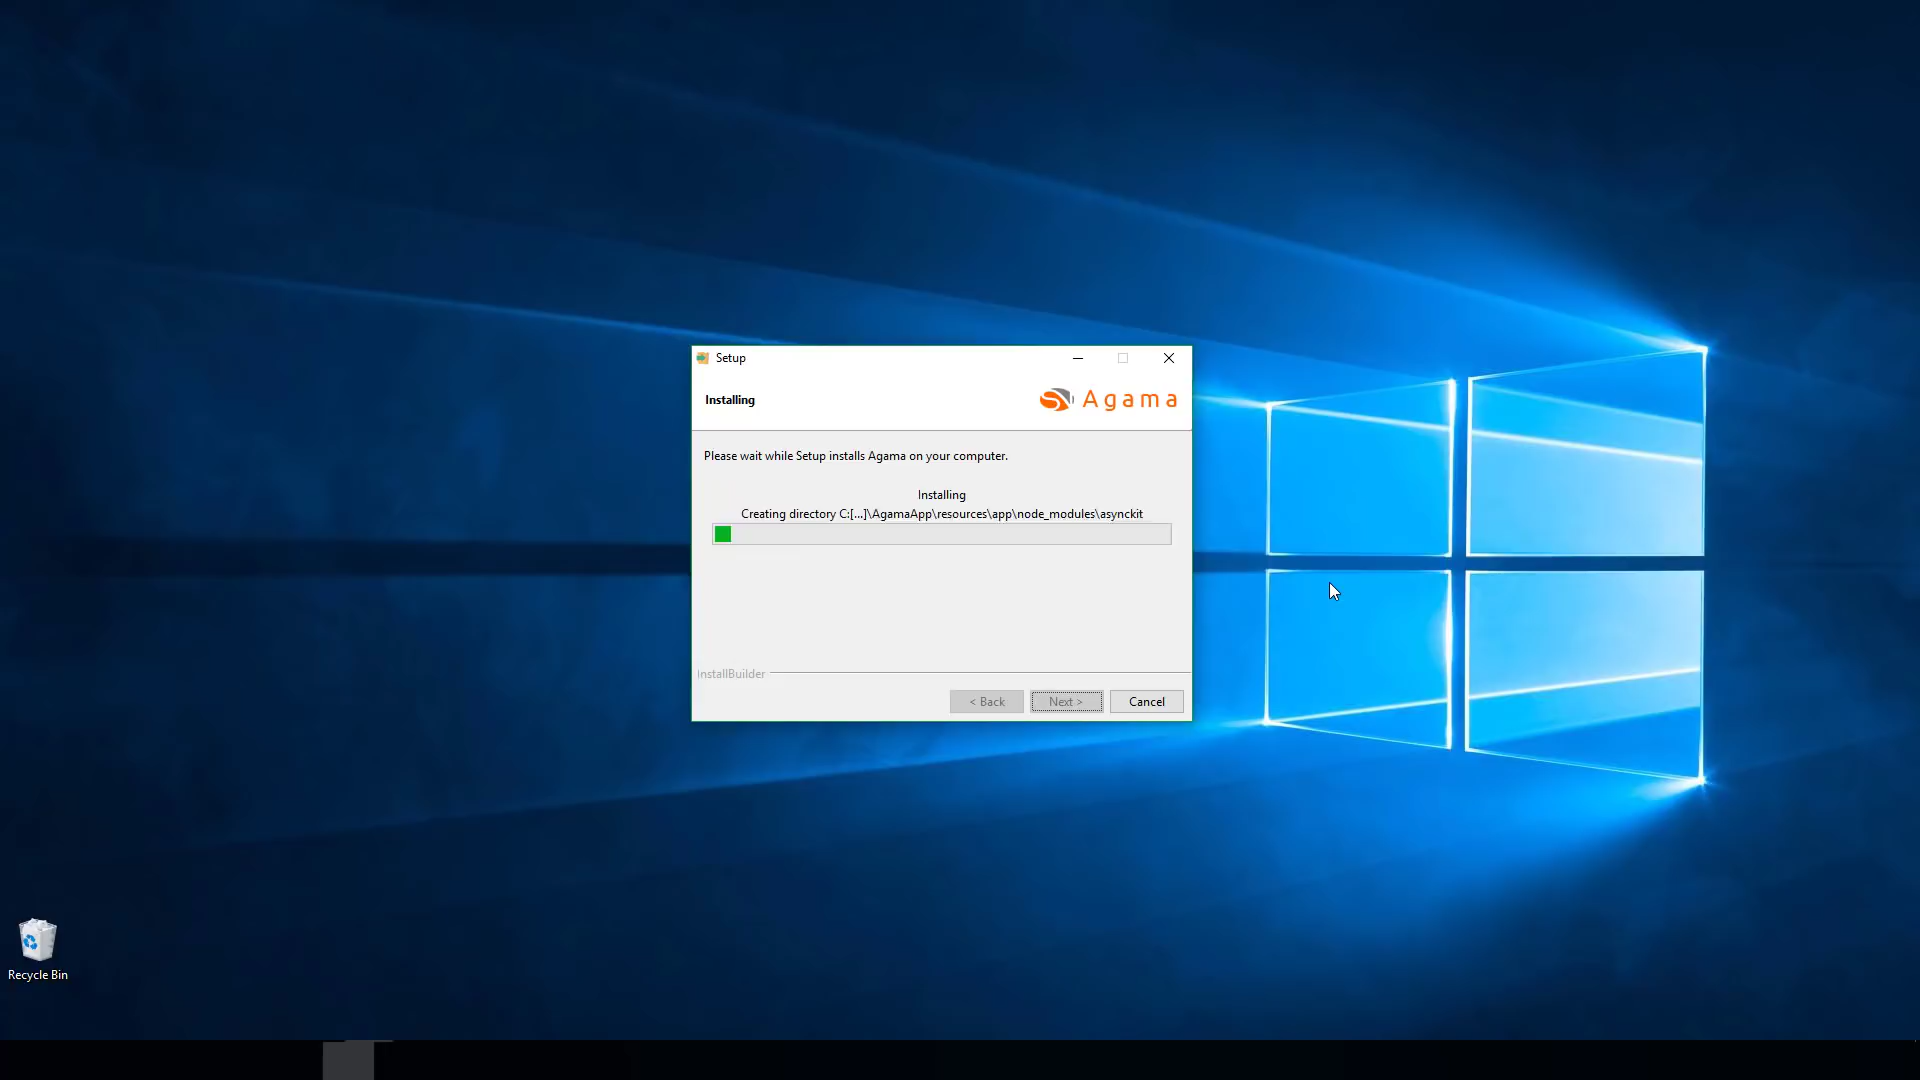 Setup
Installing
Agama
Please wait while Setup installs Agama on your computer.
Installing
Creating directory C:[...]\AgamaApp\resources\app\node_modules\asynckit
InstallBuilder
< Back
Next >
Cancel
Recycle Bin